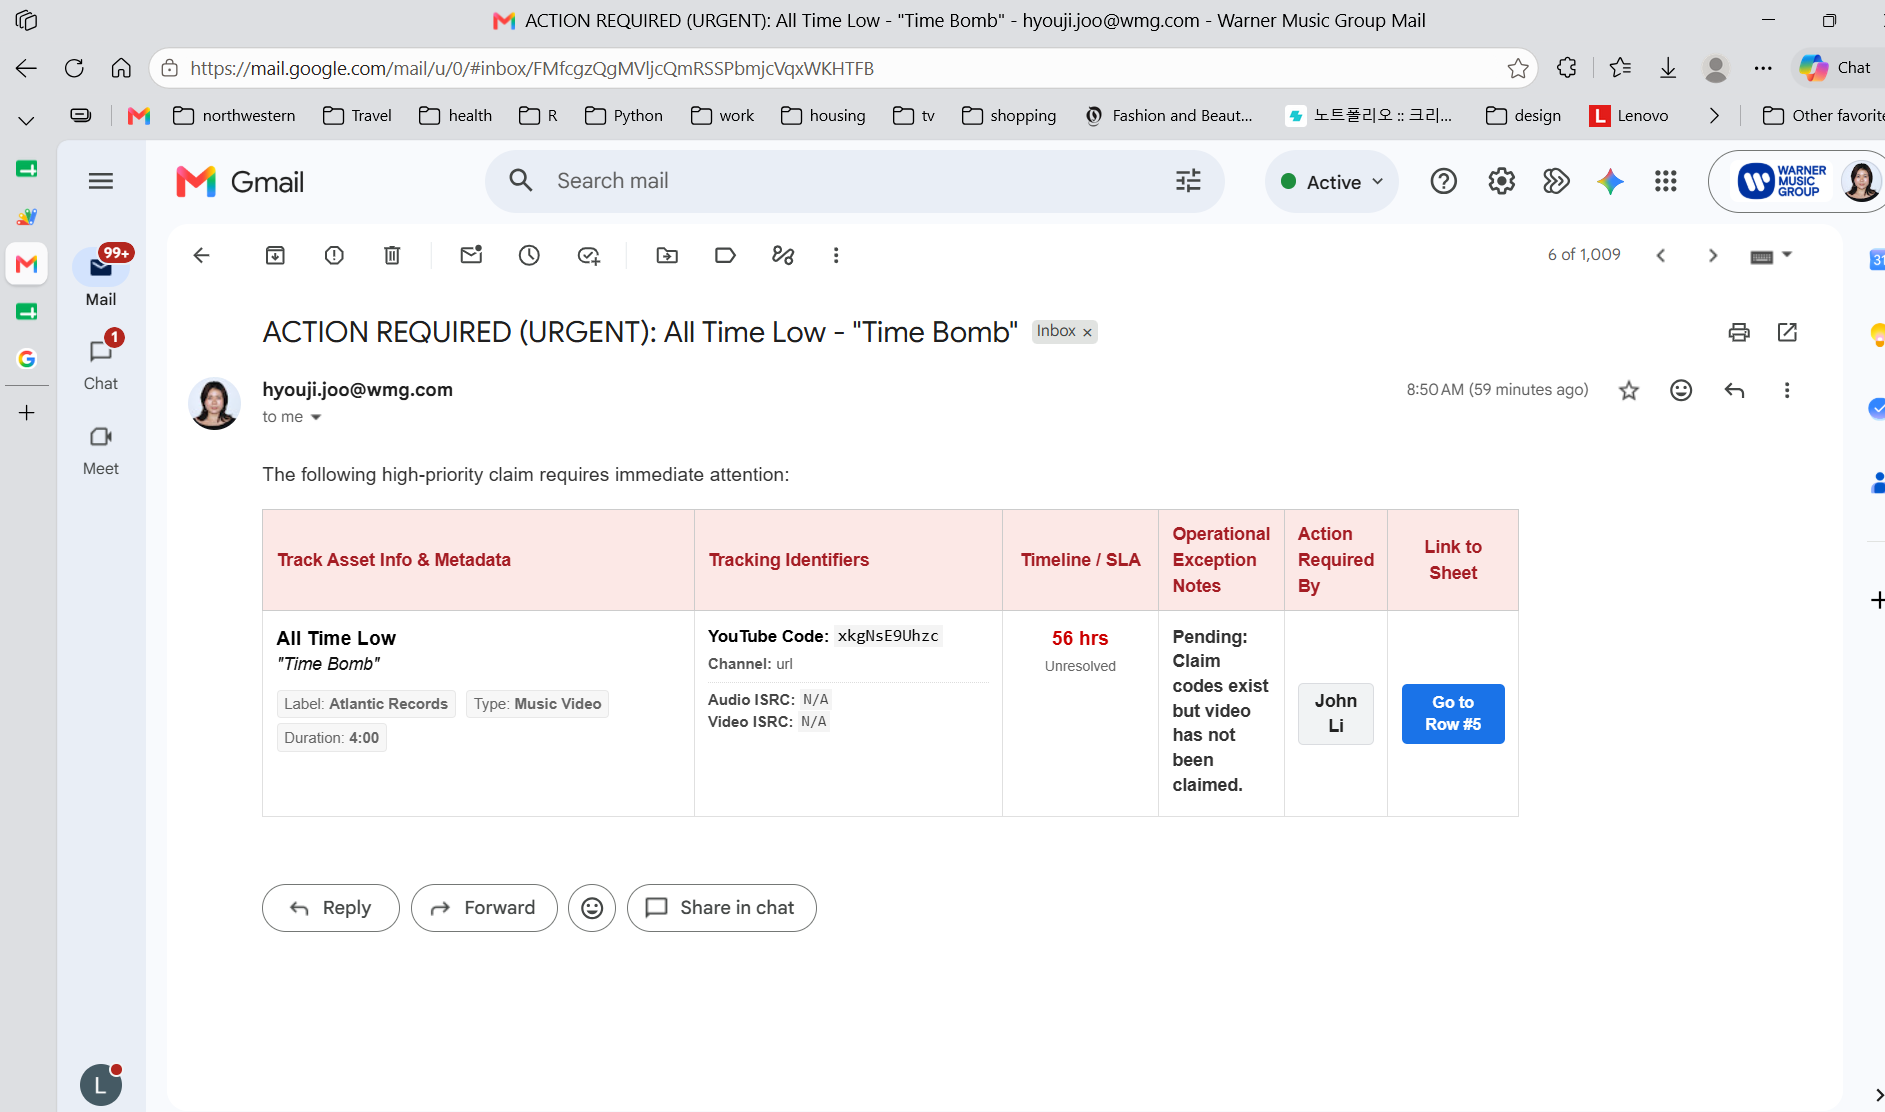 ACTION REQUIRED (URGENT): All Time Low - "Time Bomb" - hyouji.joo@wmg.com - Warner Music Group Mail
https://mail.google.com/mail/u/0/#inbox/FMfcgzQgMVljcQmRSSPbmjcVqxWKHTFB
Chat
northwestern
Travel
health
R
Python
work
housing
tv
shopping
Fashion and Beaut...
노트폴리오 :: 크리...
design
Lenovo
Other favorite
Gmail
Search mail
Active
WARNER
MUSIC
GROUP
99+
Mail
1
Chat
Meet
6 of 1,009
31
ACTION REQUIRED (URGENT): All Time Low - "Time Bomb"
Inbox ×
hyouji.joo@wmg.com
8:50 AM (59 minutes ago)
to me
The following high-priority claim requires immediate attention:
Track Asset Info & Metadata
Tracking Identifiers
Timeline / SLA
Operational
Exception
Notes
Action
Required
By
Link to
Sheet
All Time Low
"Time Bomb"
Label: Atlantic Records
Type: Music Video
Duration: 4:00
YouTube Code: xkgNsE9Uhzc
Channel: url
Audio ISRC: N/A
Video ISRC: N/A
56 hrs
Unresolved
Pending:
Claim
codes exist
but video
has not
been
claimed.
John
Li
Go to
Row #5
Reply
Forward
Share in chat
L